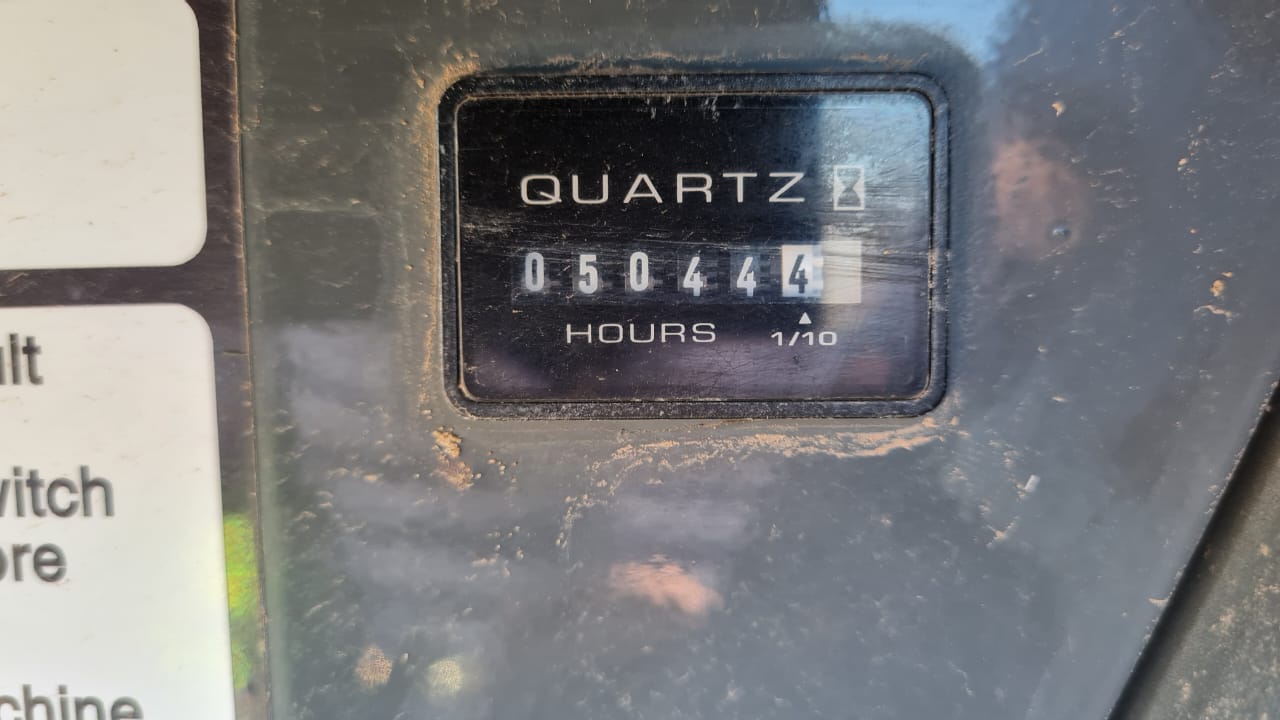 QUARTZ
050444
HOURS 1/10
ult
witch
ore
chine